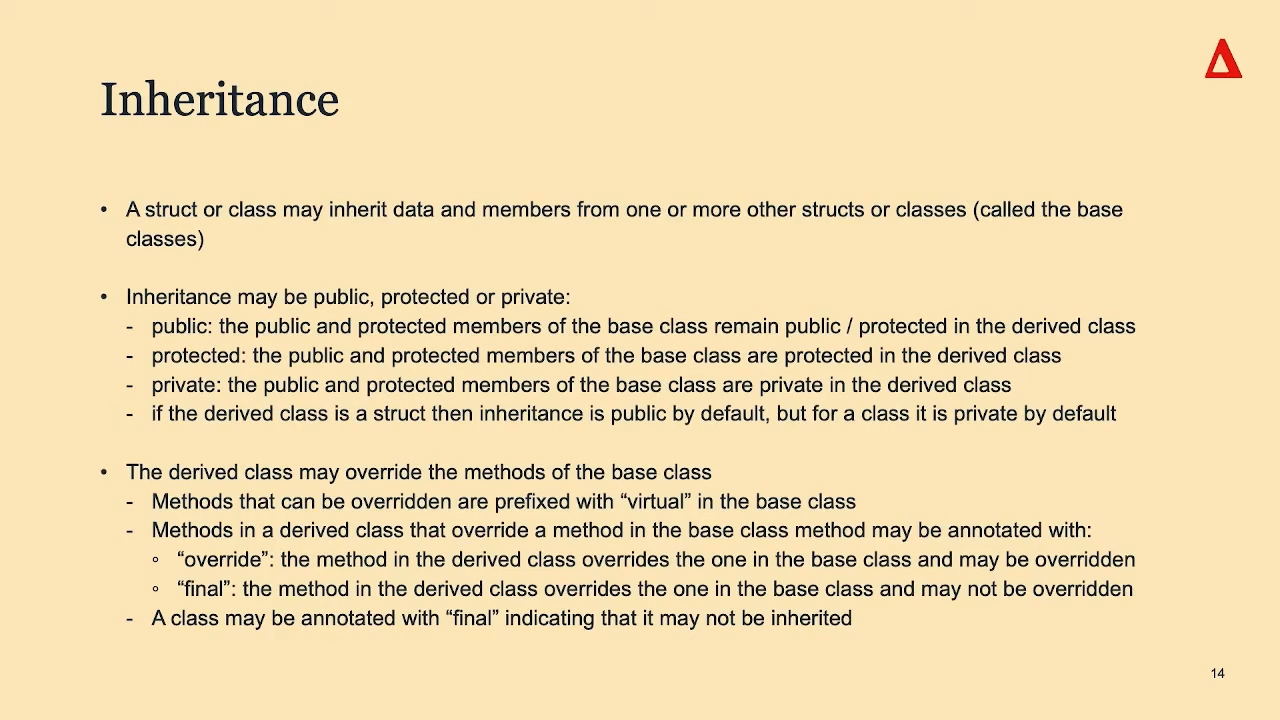 Inheritance
• A struct or class may inherit data and members from one or more other structs or classes (called the base
classes)
• Inheritance may be public, protected or private:
- public: the public and protected members of the base class remain public / protected in the derived class
- protected: the public and protected members of the base class are protected in the derived class
- private: the public and protected members of the base class are private in the derived class
- if the derived class is a struct then inheritance is public by default, but for a class it is private by default
• The derived class may override the methods of the base class
- Methods that can be overridden are prefixed with “virtual” in the base class
- Methods in a derived class that override a method in the base class method may be annotated with:
◦ “override”: the method in the derived class overrides the one in the base class and may be overridden
◦ “final”: the method in the derived class overrides the one in the base class and may not be overridden
- A class may be annotated with “final” indicating that it may not be inherited
14